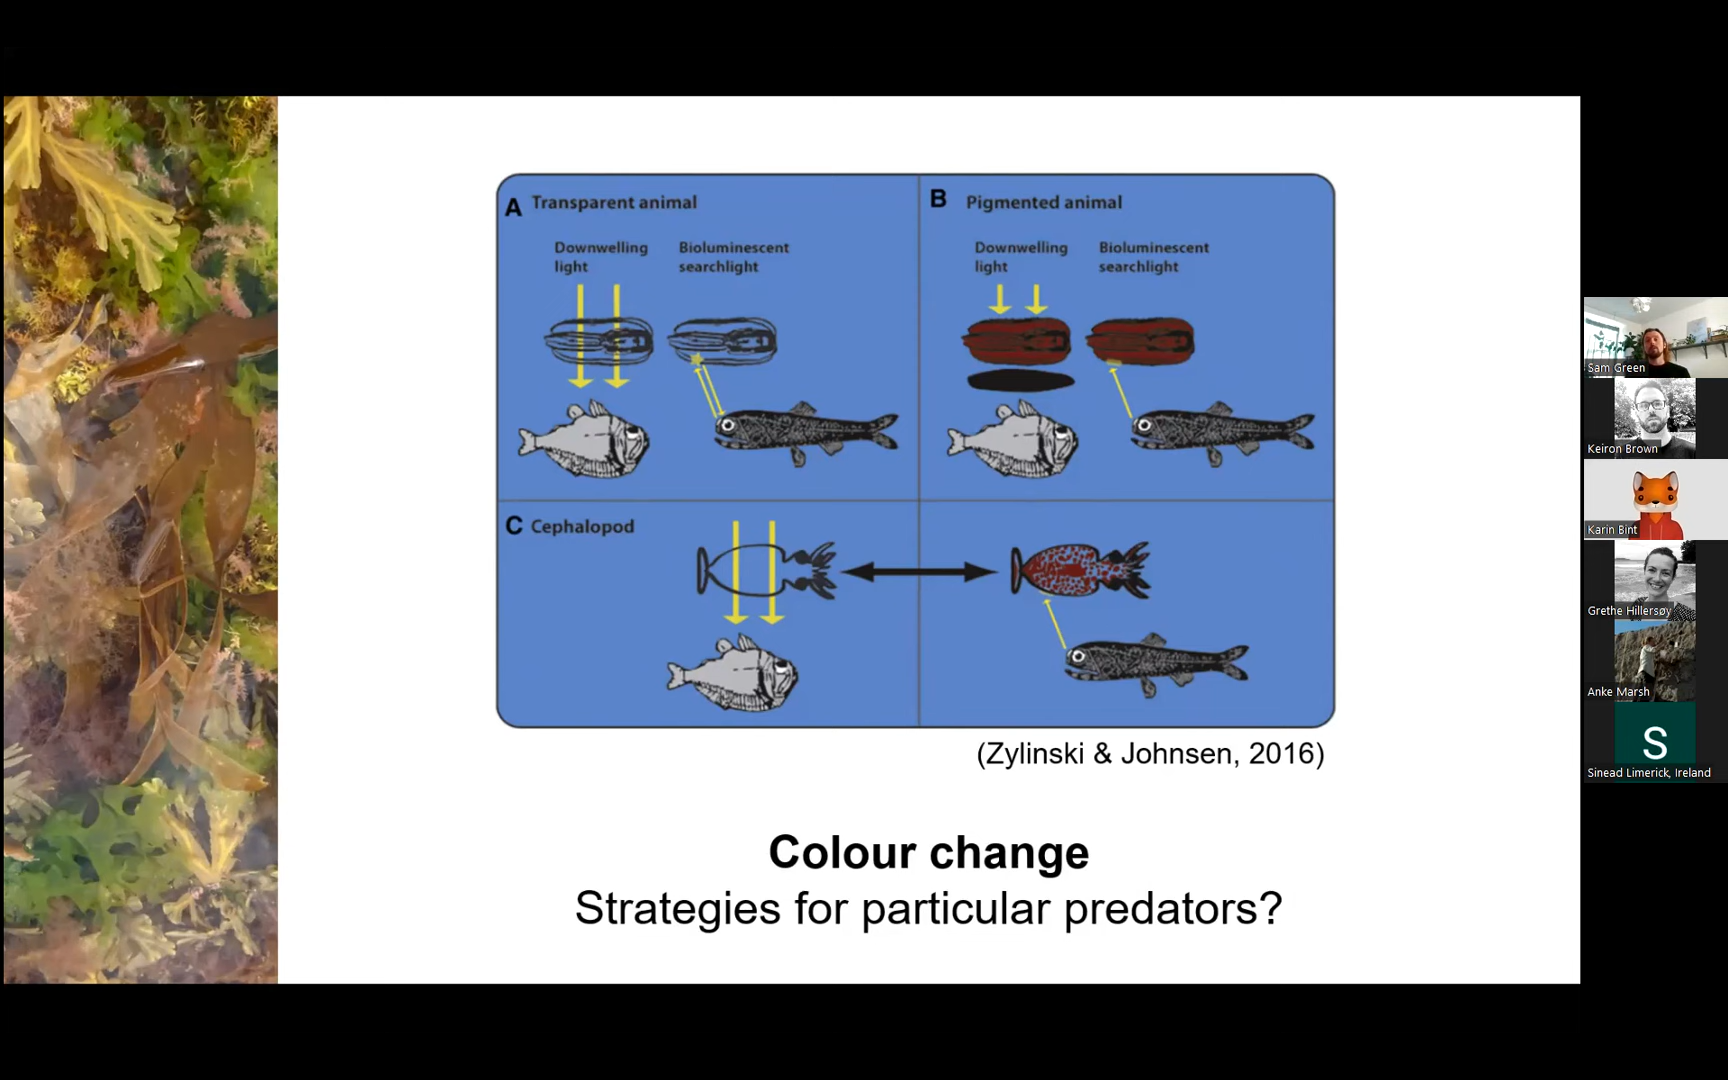 A Transparent animal
Downwelling
light
Bioluminescent
searchlight
B Pigmented animal
Downwelling
light
Bioluminescent
searchlight
C Cephalopod
(Zylinski & Johnsen, 2016)
Colour change
Strategies for particular predators?
Sam Green
Keiron Brown
Karin Bint
Grethe Hillersøy
Anke Marsh
S
Sinead Limerick, Ireland